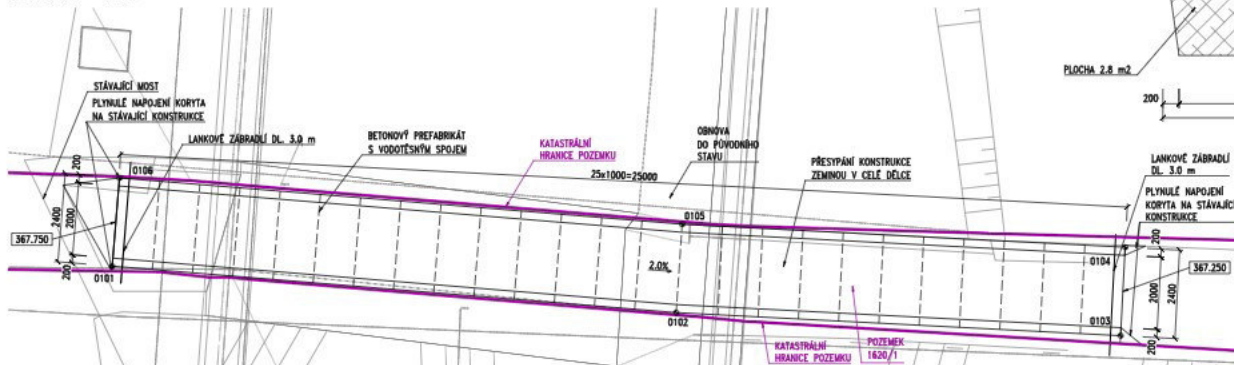 PLOCHA 2.8 m2
200
STÁVAJÍCÍ MOST
PLYNULÉ NAPOJENÍ KORYTA
NA STÁVAJÍCÍ KONSTRUKCE
LANKOVÉ ZÁBRADLÍ DL. 3.0 m
BETONOVÝ PREFABRIKÁT
S VODOTĚSNÝM SPOJEM
KATASTRÁLNÍ
HRANICE POZEMKU
OBNOVA
DO PŮVODNÍHO
STAVU
PŘESYPÁNÍ KONSTRUKCE
ZEMINOU V CELÉ DÉLCE
LANKOVÉ ZÁBRADLÍ
DL. 3.0 m
PLYNULÉ NAPOJENÍ
KORYTA NA STÁVAJÍCÍ
KONSTRUKCE
200
0106
25x1000=25000
0105
2400
2000
367.750
200
0101
2.0%
0102
0104
200
367.250
2000
2400
0103
200
KATASTRÁLNÍ
HRANICE POZEMKU
POZEMEK
1620/1